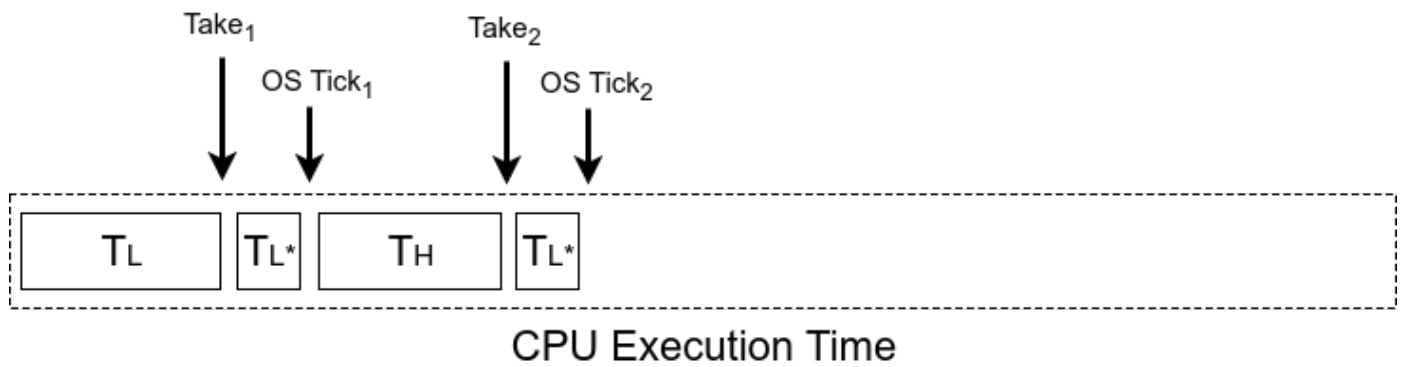 Take1
Take2
OS Tick1
OS Tick2
TL
TL*
TH
TL*
CPU Execution Time